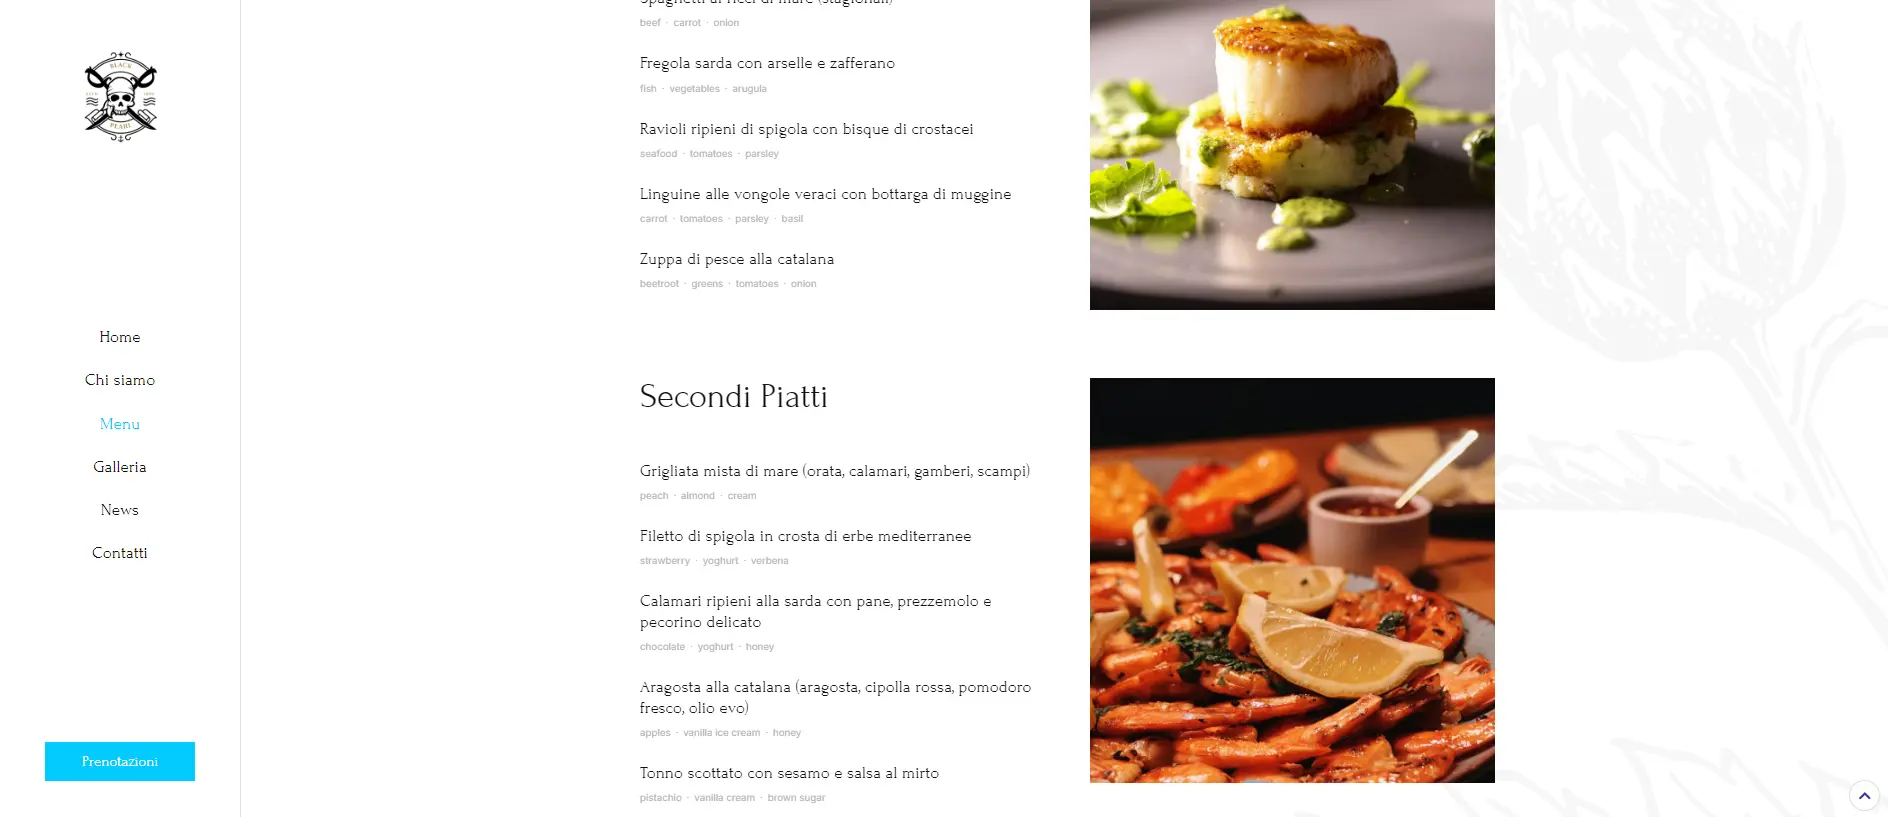 BLACK
PEARL
Home
Chi siamo
Menu
Galleria
News
Contatti
Prenotazioni
Spaghetti ai ricci di mare (stagionali)
beef · carrot · onion
Fregola sarda con arselle e zafferano
fish · vegetables · arugula
Ravioli ripieni di spigola con bisque di crostacei
seafood · tomatoes · parsley
Linguine alle vongole veraci con bottarga di muggine
carrot · tomatoes · parsley · basil
Zuppa di pesce alla catalana
beetroot · greens · tomatoes · onion
Secondi Piatti
Grigliata mista di mare (orata, calamari, gamberi, scampi)
peach · almond · cream
Filetto di spigola in crosta di erbe mediterranee
strawberry · yoghurt · verbena
Calamari ripieni alla sarda con pane, prezzemolo e
pecorino delicato
chocolate · yoghurt · honey
Aragosta alla catalana (aragosta, cipolla rossa, pomodoro
fresco, olio evo)
apples · vanilla ice cream · honey
Tonno scottato con sesamo e salsa al mirto
pistachio · vanilla cream · brown sugar